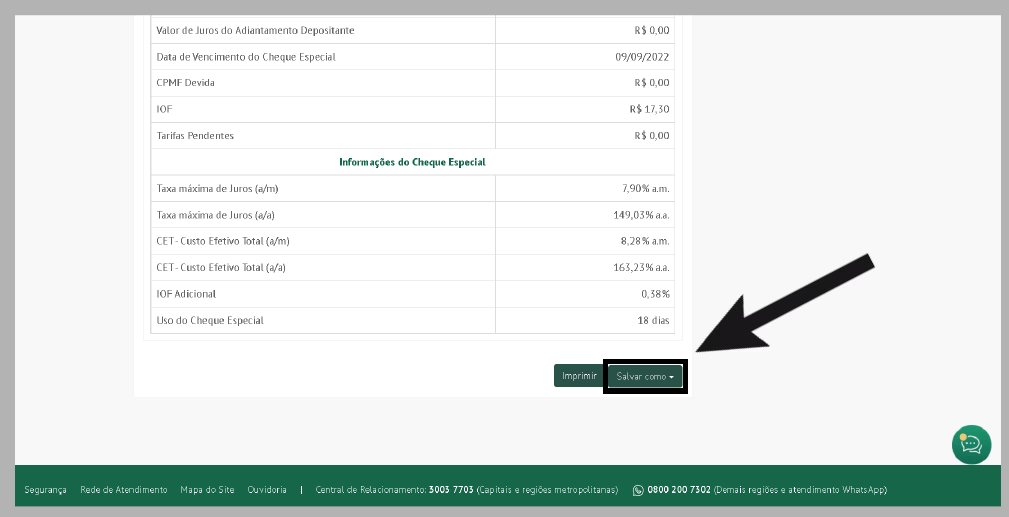 Valor de Juros do Adiantamento Depositante R$ 0,00
Data de Vencimento do Cheque Especial 09/09/2022
CPMF Devida R$ 0,00
IOF R$ 17,30
Tarifas Pendentes R$ 0,00
Informações do Cheque Especial
Taxa máxima de Juros (a/m) 7,90% a.m.
Taxa máxima de Juros (a/a) 149,03% a.a.
CET - Custo Efetivo Total (a/m) 8,28% a.m.
CET - Custo Efetivo Total (a/a) 163,23% a.a.
IOF Adicional 0,38%
Uso do Cheque Especial 18 dias
Imprimir Salvar como
Segurança Rede de Atendimento Mapa do Site Ouvidoria | Central de Relacionamento: 3003 7703 (Capitais e regiões metropolitanas) 0800 200 7302 (Demais regiões e atendimento WhatsApp)